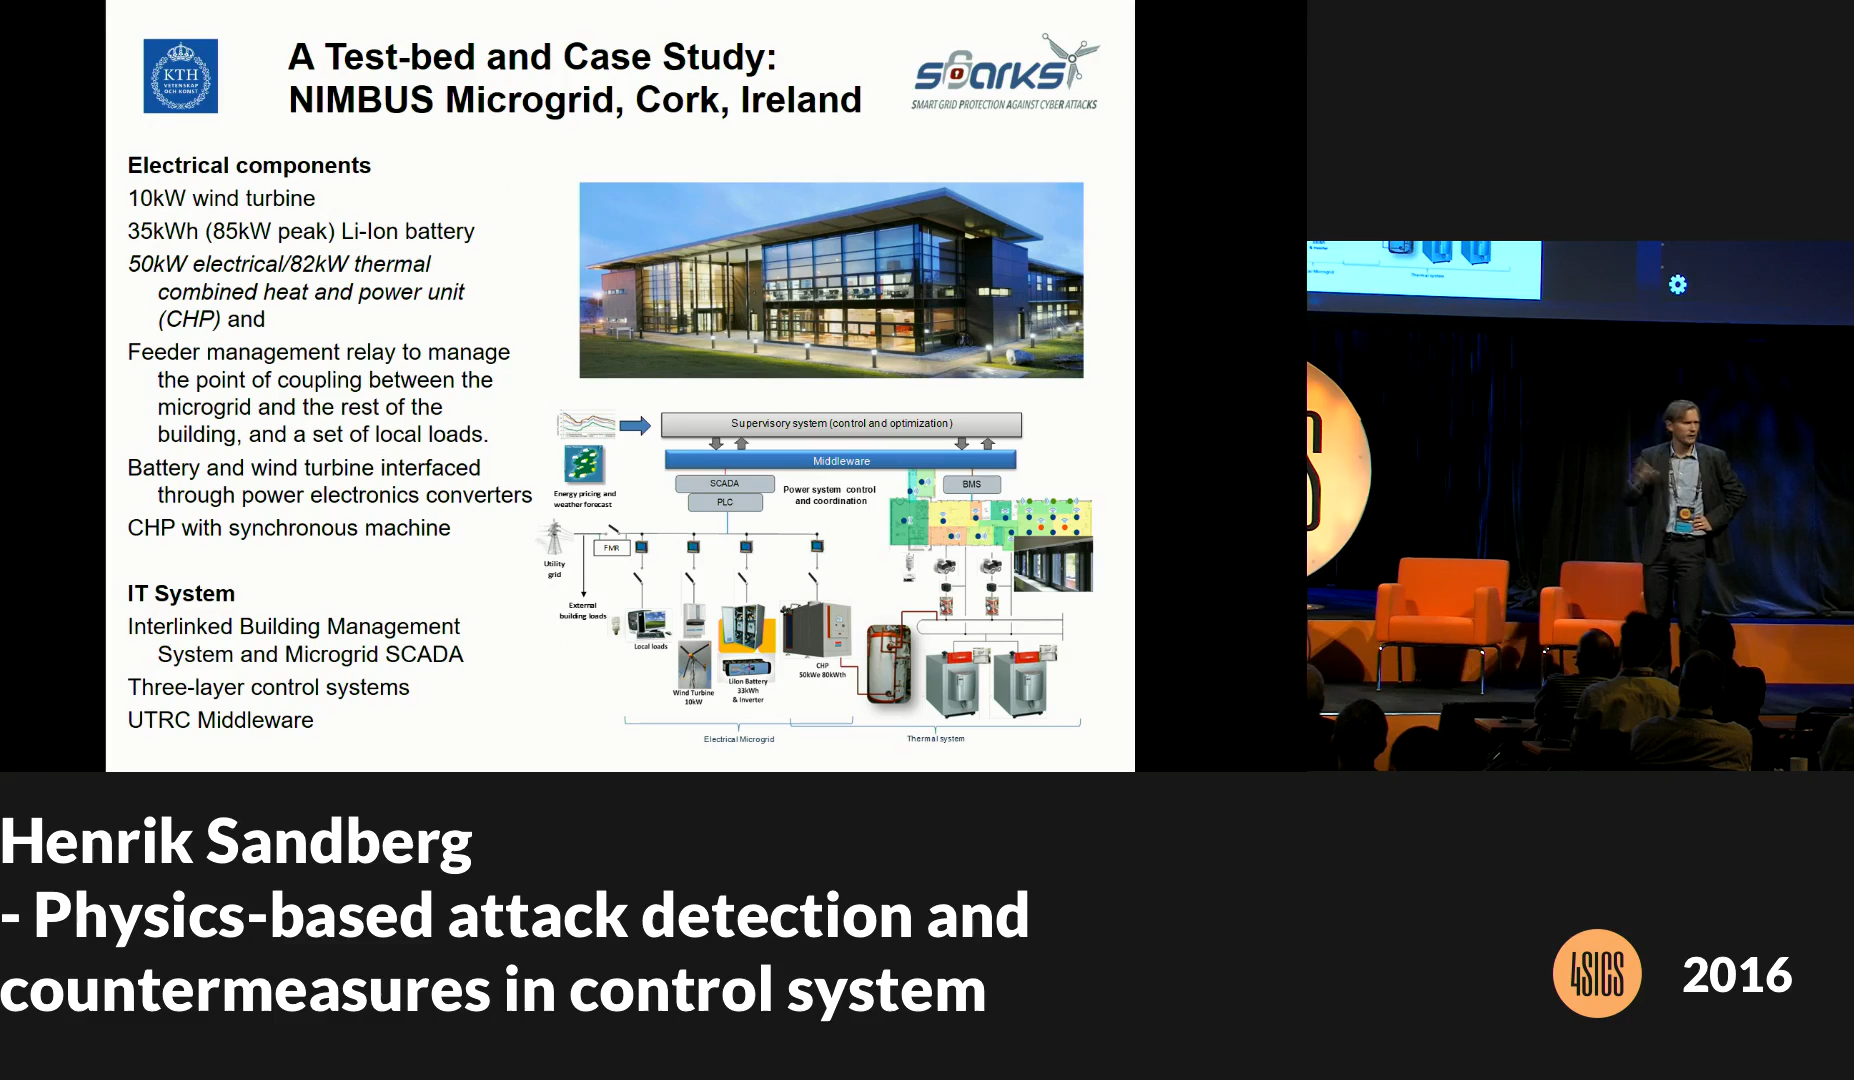 KTH
VETENSKAP
OCH KONST
A Test-bed and Case Study:
NIMBUS Microgrid, Cork, Ireland
sparks
SMART GRID PROTECTION AGAINST CYBER ATTACKS
Electrical components
10kW wind turbine
35kWh (85kW peak) Li-Ion battery
50kW electrical/82kW thermal
combined heat and power unit
(CHP) and
Feeder management relay to manage
the point of coupling between the
microgrid and the rest of the
building, and a set of local loads.
Battery and wind turbine interfaced
through power electronics converters
CHP with synchronous machine
IT System
Interlinked Building Management
System and Microgrid SCADA
Three-layer control systems
UTRC Middleware
Supervisory system (control and optimization)
Middleware
SCADA
PLC
Power system control
and coordination
BMS
Energy pricing and
weather forecast
FMR
Utility
grid
External
building loads
Local loads
Wind Turbine
10kW
LiIon Battery
33kWh
& Inverter
CHP
50kWe 80kWth
Electrical Microgrid
Thermal system
Thermal system
Henrik Sandberg
- Physics-based attack detection and
countermeasures in control system
4SICS
2016